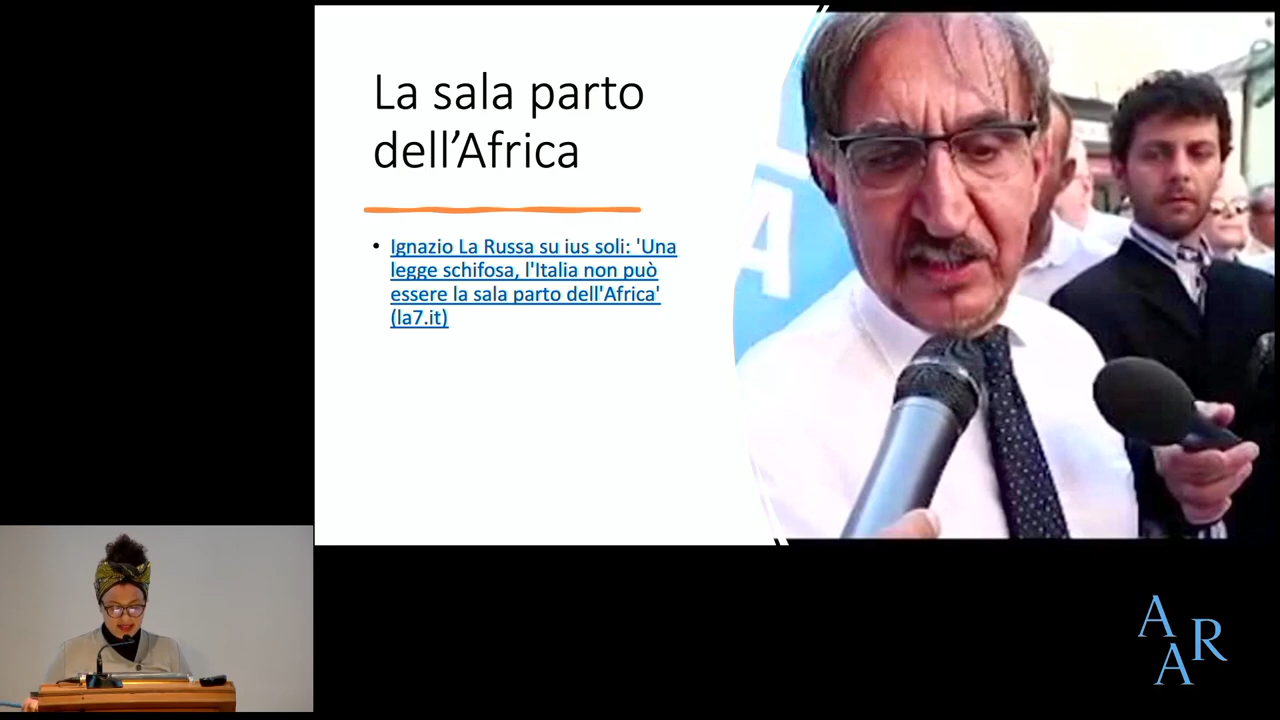 La sala parto
dell’Africa
• Ignazio La Russa su ius soli: 'Una
legge schifosa, l'Italia non può
essere la sala parto dell'Africa'
(la7.it)
A
A
A R